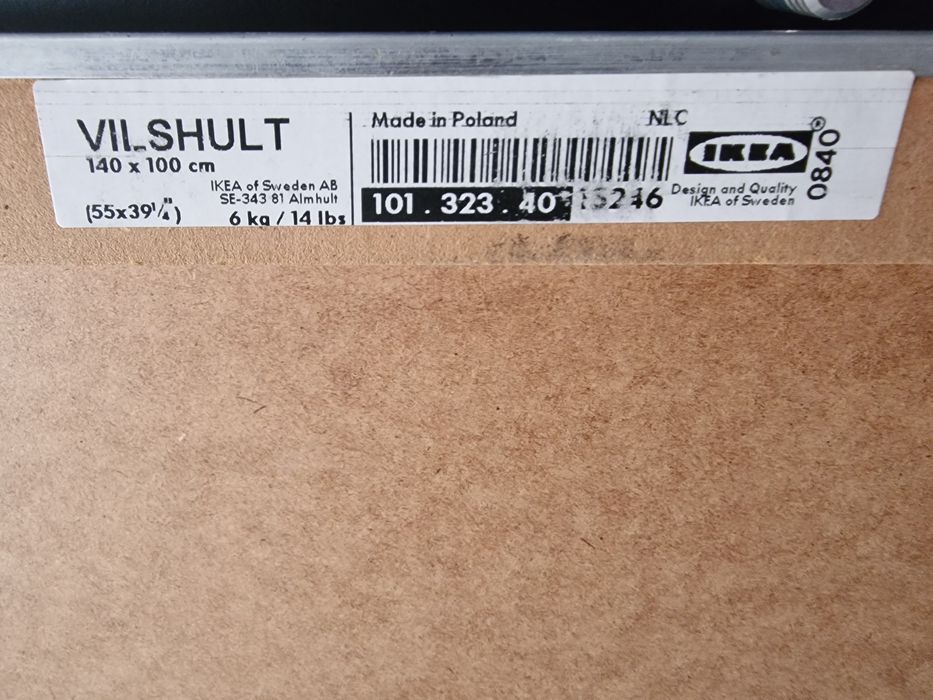 VILSHULT
140 x 100 cm
IKEA of Sweden AB
SE-343 81 Älmhult
(55x39¼")
6 kg / 14 lbs
Made in Poland
NLC
101.323.40
IKEA
®
Design and Quality
IKEA of Sweden
0840